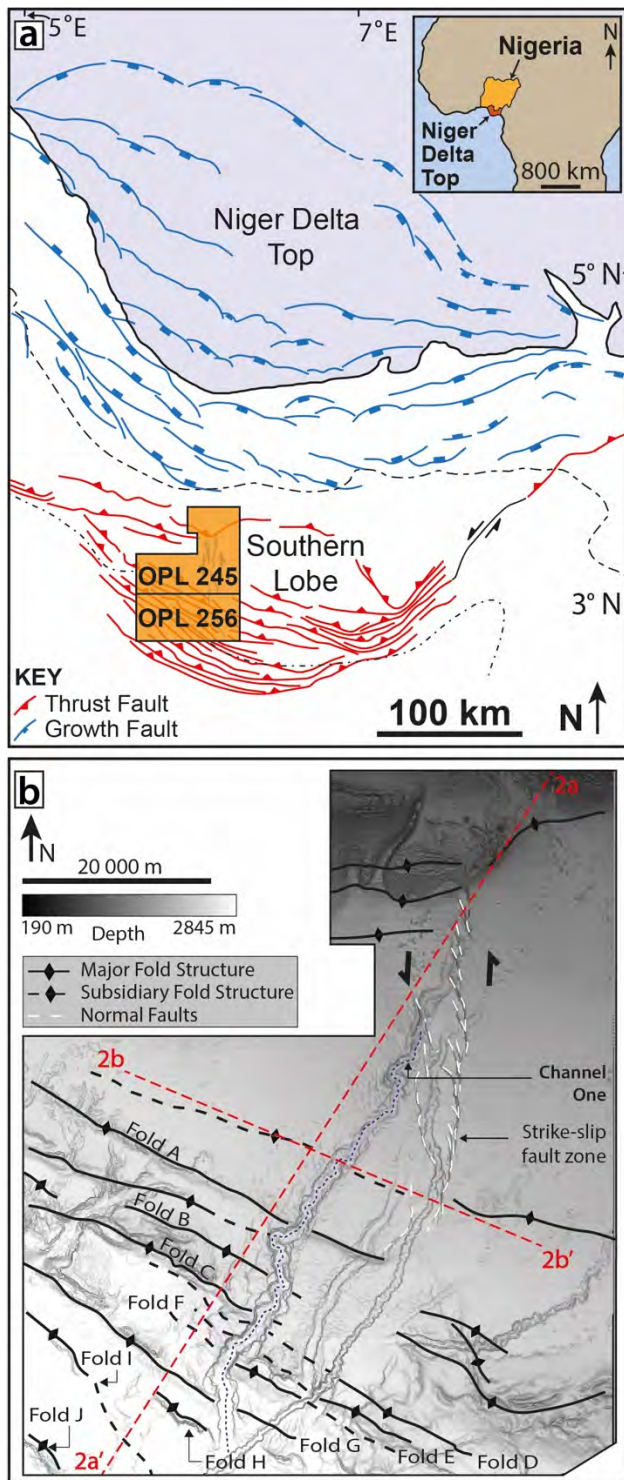 a
5°E
7°E
N
Nigeria
Niger
Delta
Top
800 km
Niger Delta
Top
5° N
Southern
Lobe
OPL 245
OPL 256
3° N
KEY
Thrust Fault
Growth Fault
100 km
N
b
2a
N
20 000 m
190 m
2845 m
Depth
Major Fold Structure
Subsidiary Fold Structure
Normal Faults
2b
Channel
One
Strike-slip
fault zone
Fold A
Fold B
Fold C
2b'
Fold F
Fold I
Fold J
2a'
Fold H
Fold G
Fold E
Fold D